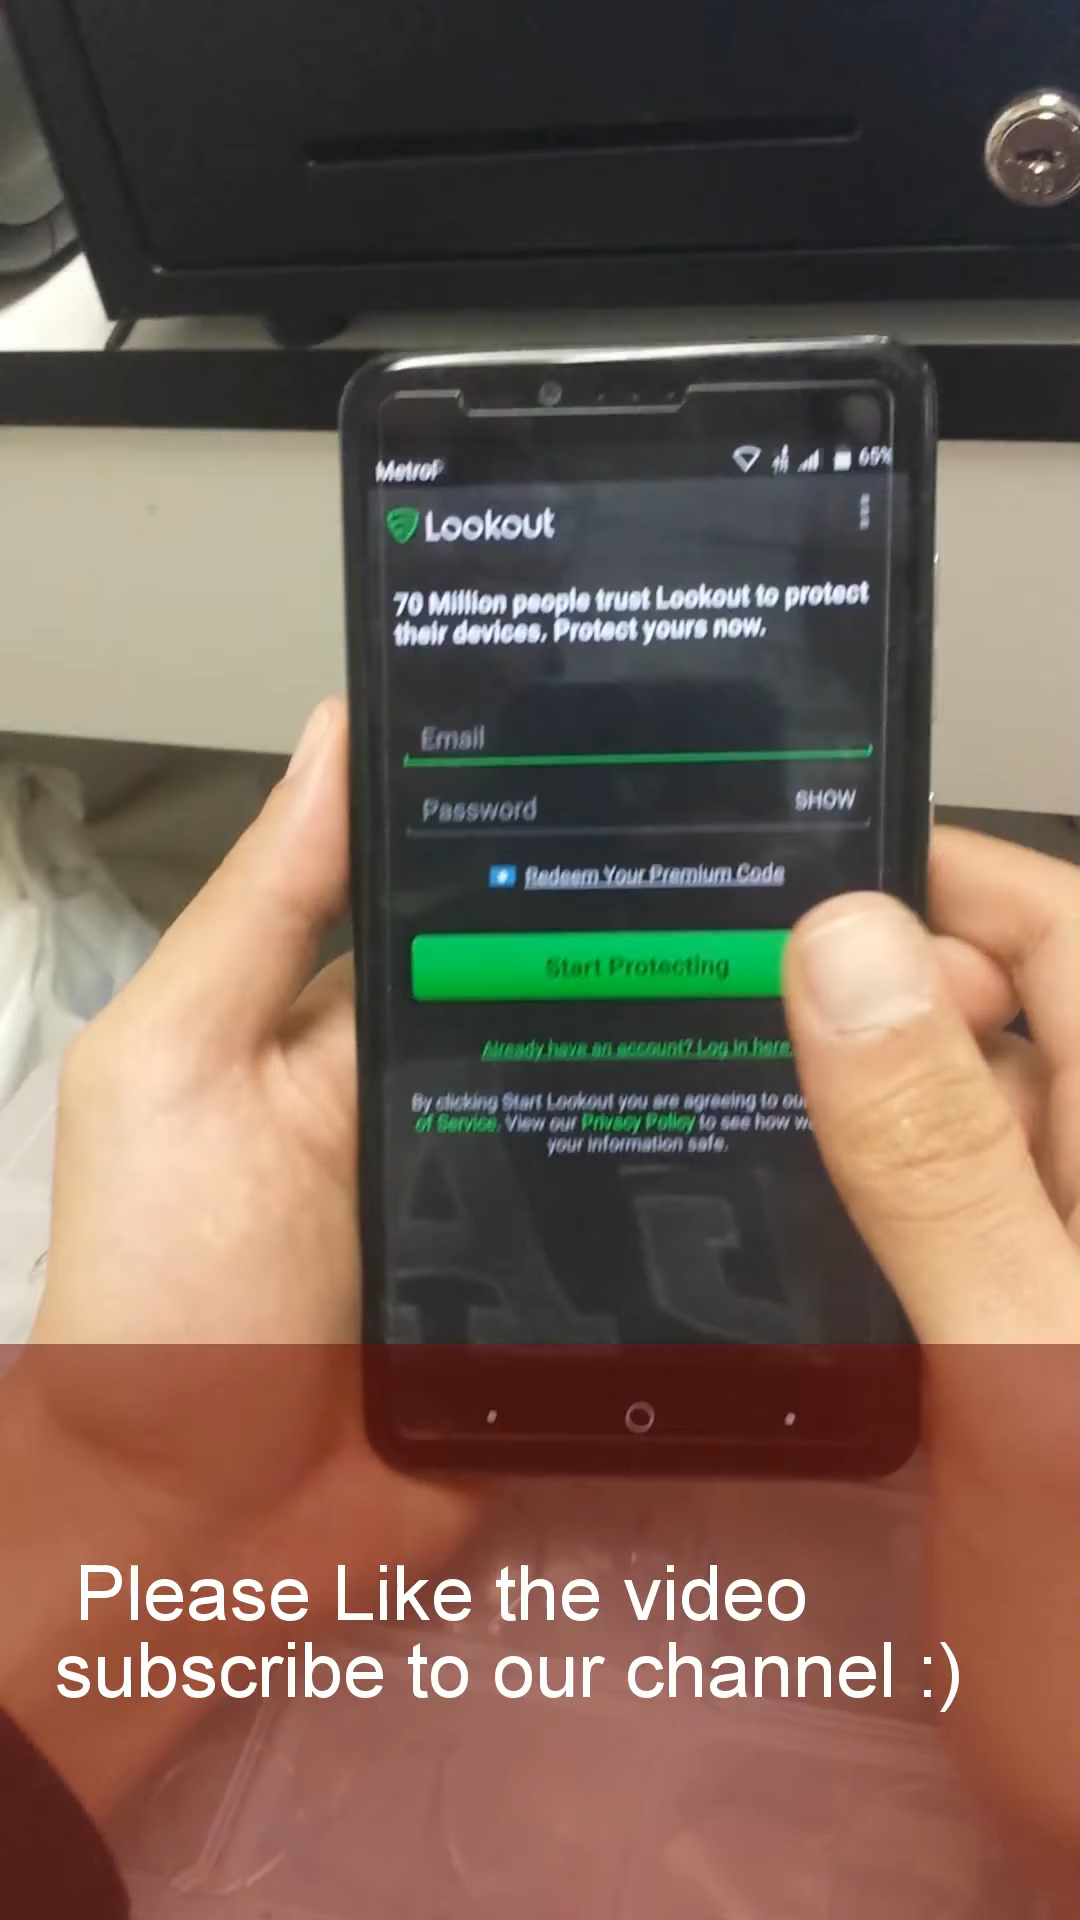 MetroP
65%
Lookout
70 Million people trust Lookout to protect
their devices. Protect yours now.
Email
Password SHOW
Redeem Your Premium Code
Start Protecting
Already have an account? Log in here.
By clicking Start Lookout you are agreeing to
of Service. View our Privacy Policy to see how
your information safe.
Please Like the video
subscribe to our channel :)